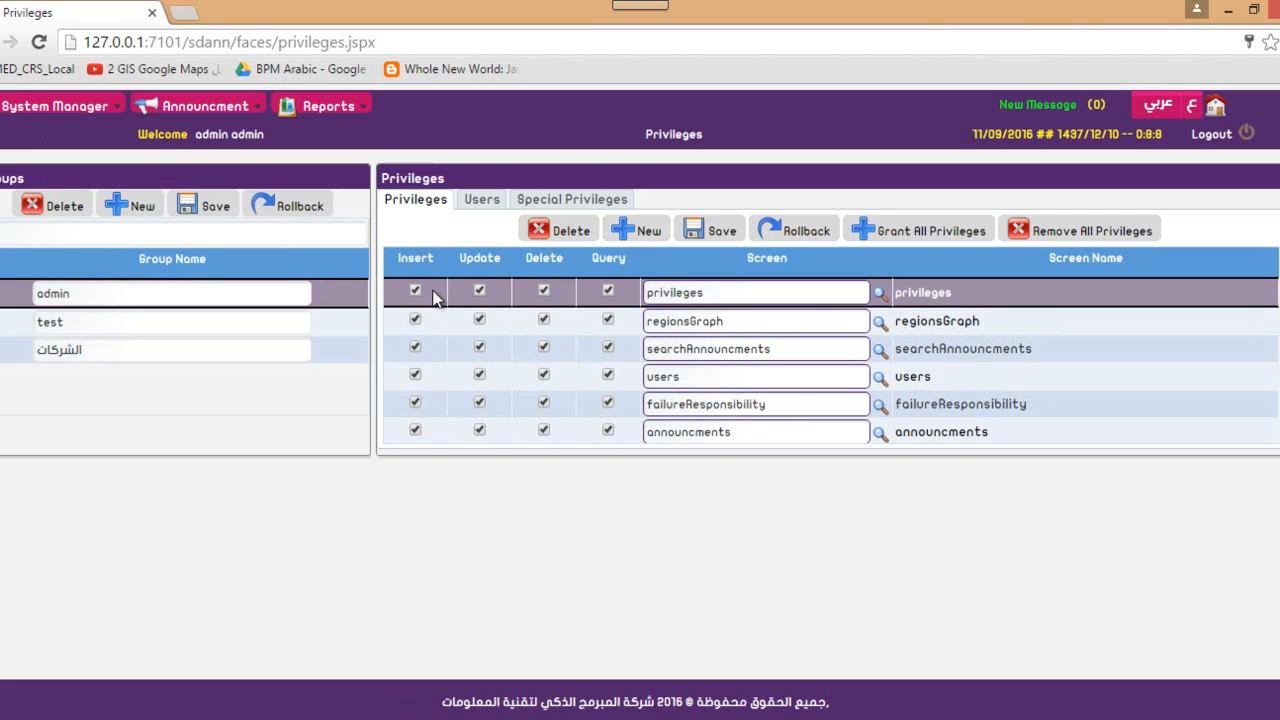 Privileges
127.0.0.1:7101/sdann/faces/privileges.jspx
MED_CRS_Local 2 GIS Google Maps BPM Arabic - Google Whole New World: Ja
System Manager Announcment Reports New Message (0) عربي ع
Welcome admin admin Privileges 11/09/2016 ## 1437/12/10 -- 0:8:8 Logout
oups Privileges
Privileges Users Special Privileges
Delete New Save Rollback
Delete New Save Rollback Grant All Privileges Remove All Privileges
Group Name
Insert Update Delete Query Screen Screen Name
admin privileges privileges
test regionsGraph regionsGraph
الشركات searchAnnouncments searchAnnouncments
users users
failureResponsibility failureResponsibility
announcments announcments
جميع الحقوق محفوظة © 2016 شركة المبرمج الذكي لتقنية المعلومات,